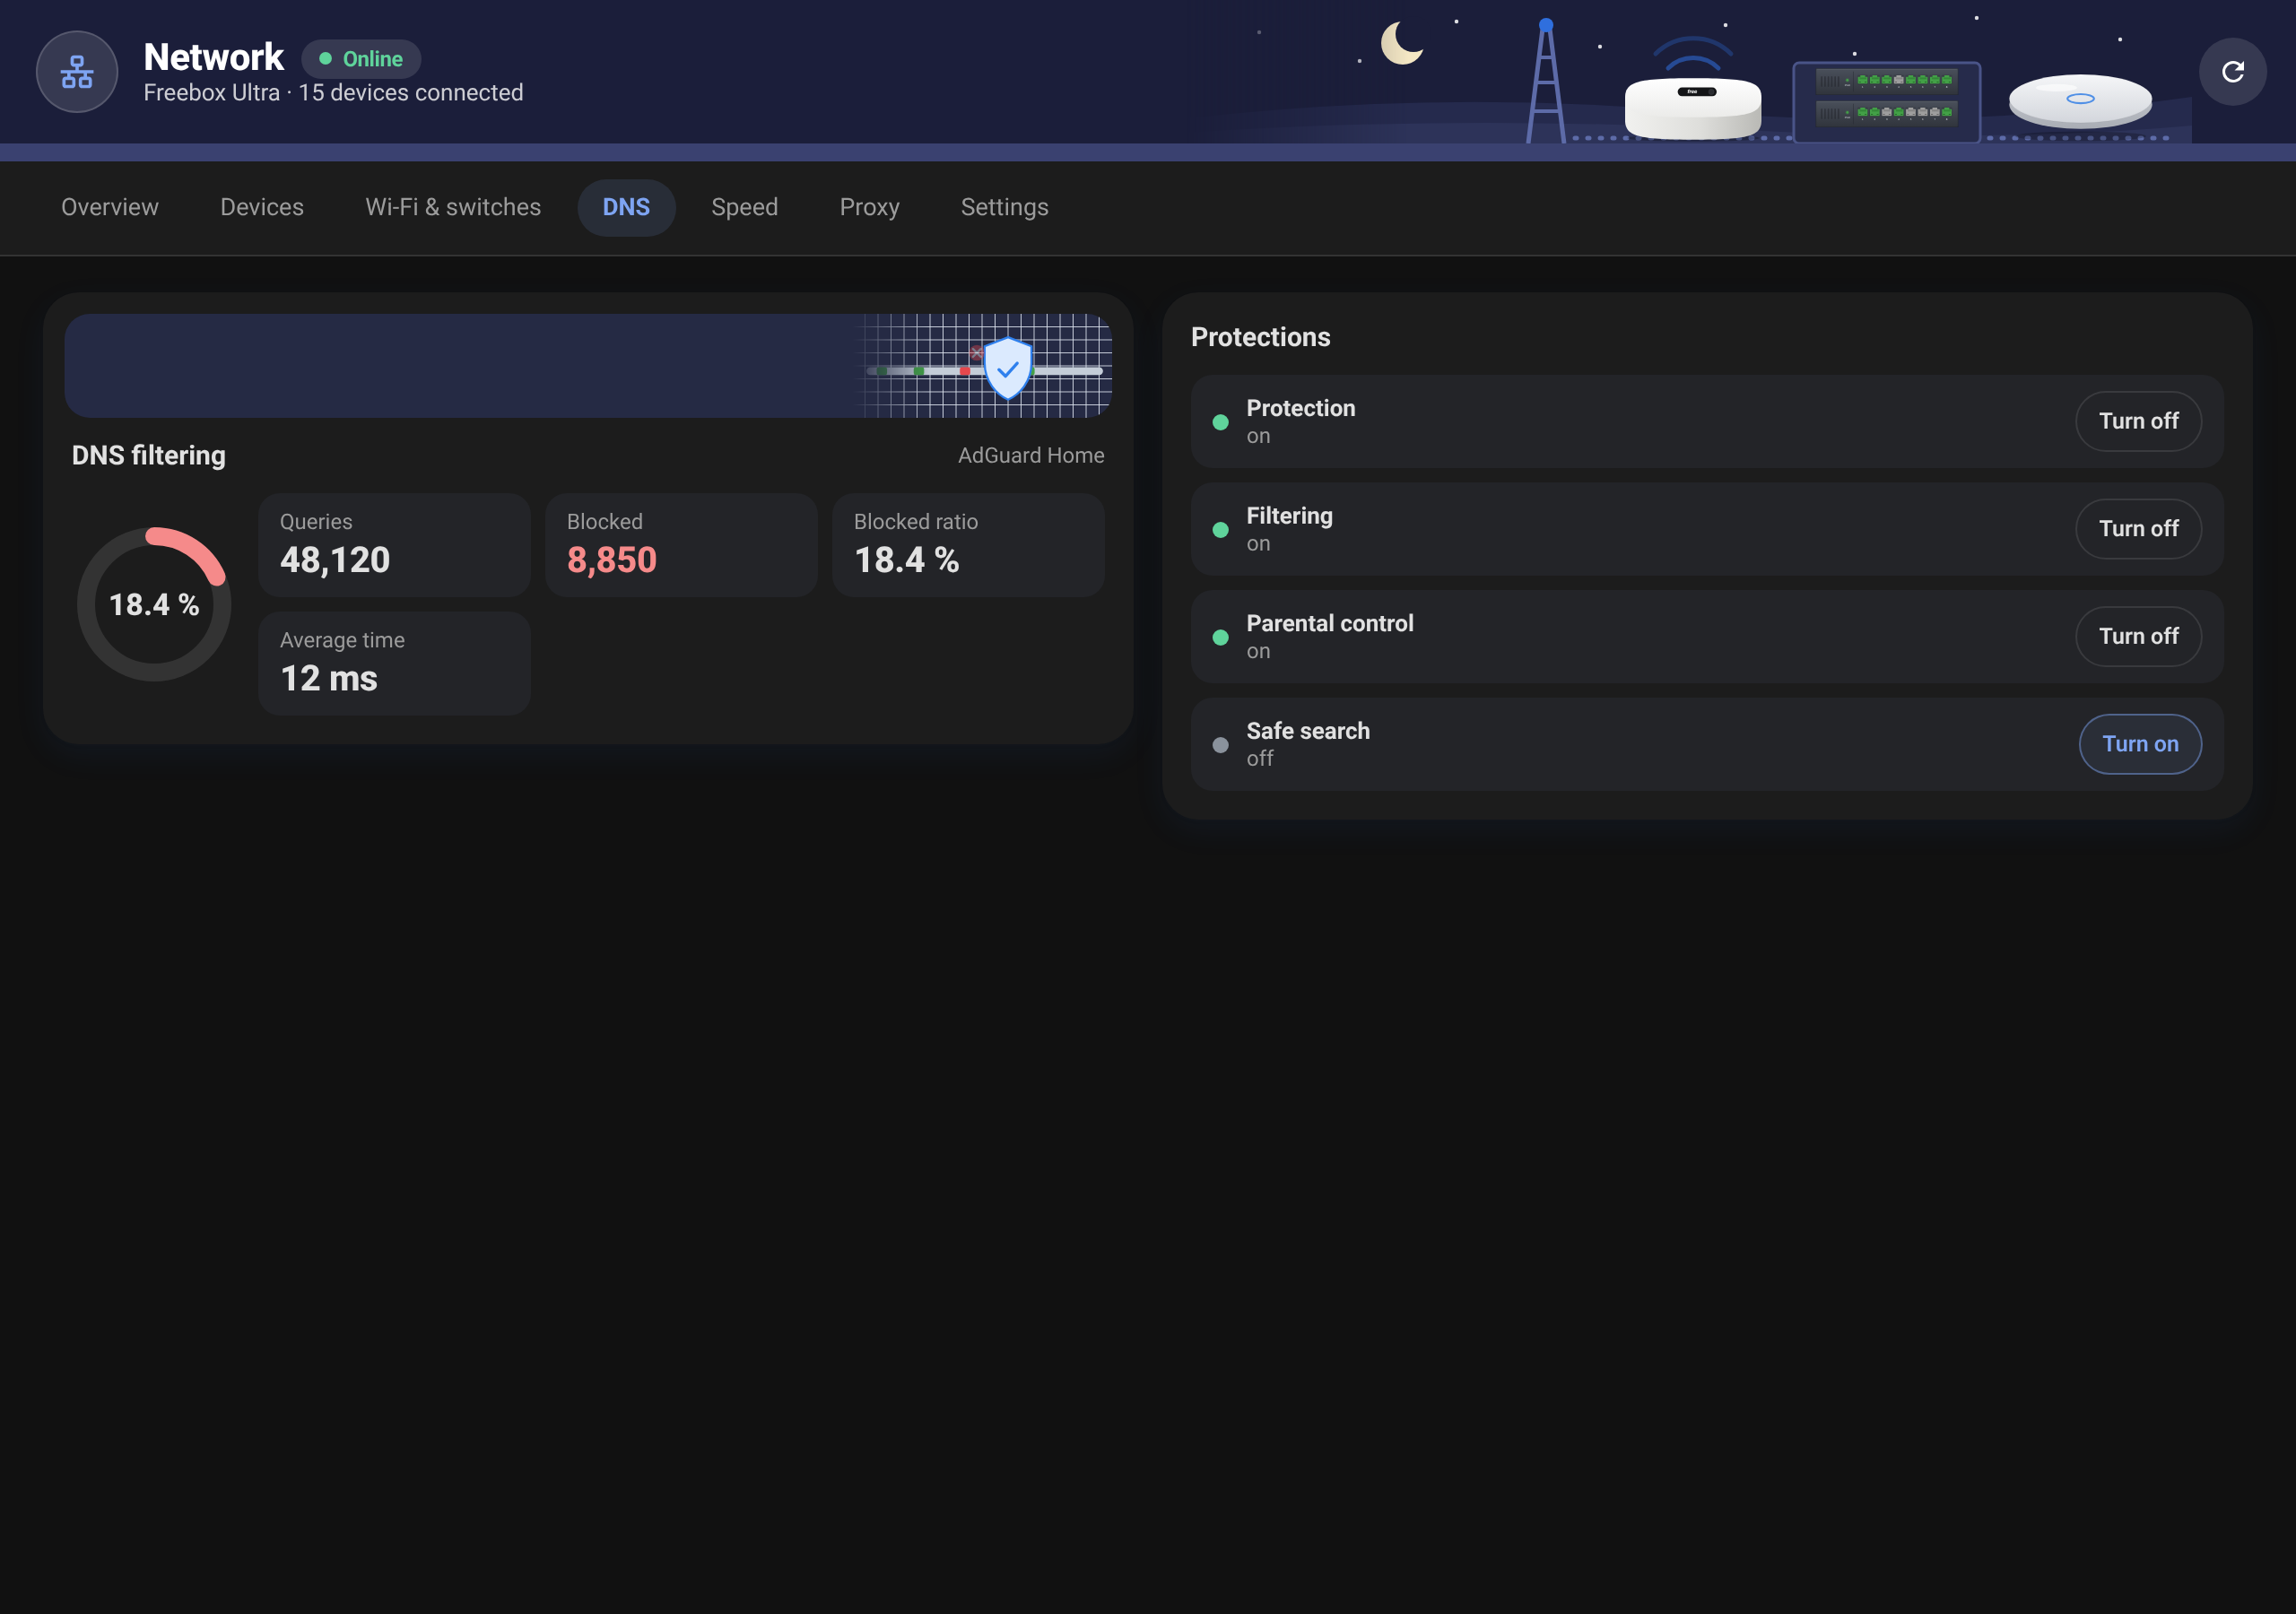 Network
Online
Freebox Ultra · 15 devices connected
free
Overview
Devices
Wi-Fi & switches
DNS
Speed
Proxy
Settings
DNS filtering
AdGuard Home
18.4 %
Queries
48,120
Blocked
8,850
Blocked ratio
18.4 %
Average time
12 ms
Protections
Protection
on
Turn off
Filtering
on
Turn off
Parental control
on
Turn off
Safe search
off
Turn on